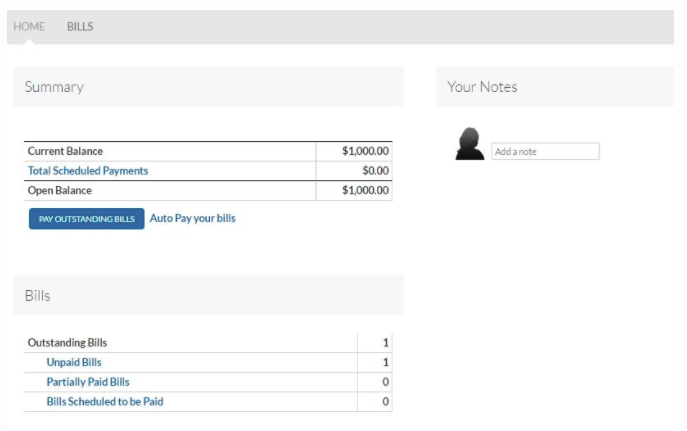 HOME BILLS
Summary
Current Balance $1,000.00
Total Scheduled Payments $0.00
Open Balance $1,000.00
PAY OUTSTANDING BILLS Auto Pay your bills
Your Notes
Add a note
Bills
Outstanding Bills 1
Unpaid Bills 1
Partially Paid Bills 0
Bills Scheduled to be Paid 0